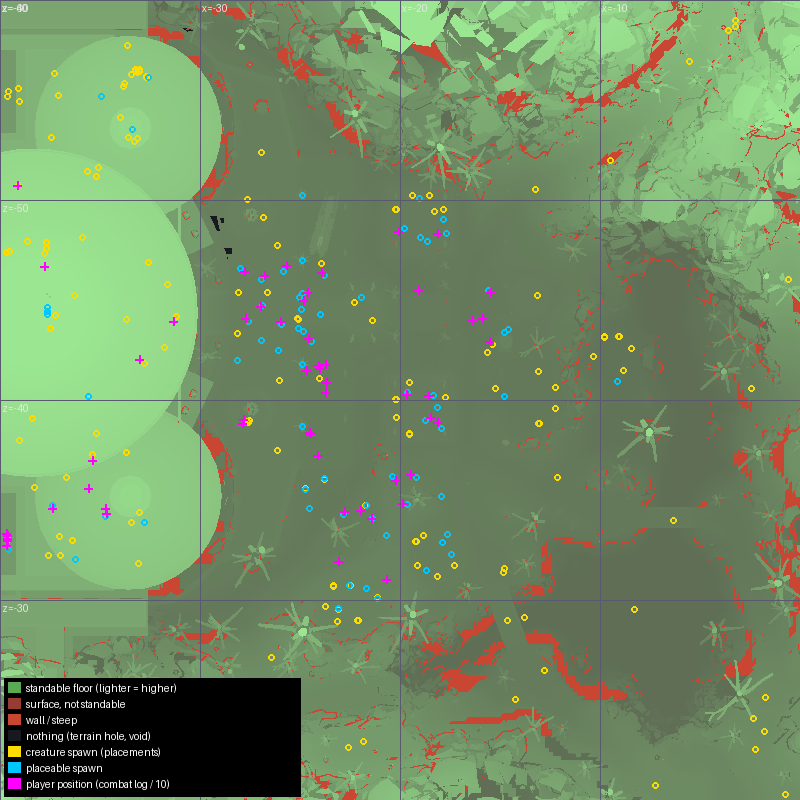 x=-40
x=-30
x=-20
x=-10
z=-50
z=-40
z=-30
standable floor (lighter = higher)
surface, not standable
wall / steep
nothing (terrain hole, void)
creature spawn (placements)
placeable spawn
player position (combat log / 10)